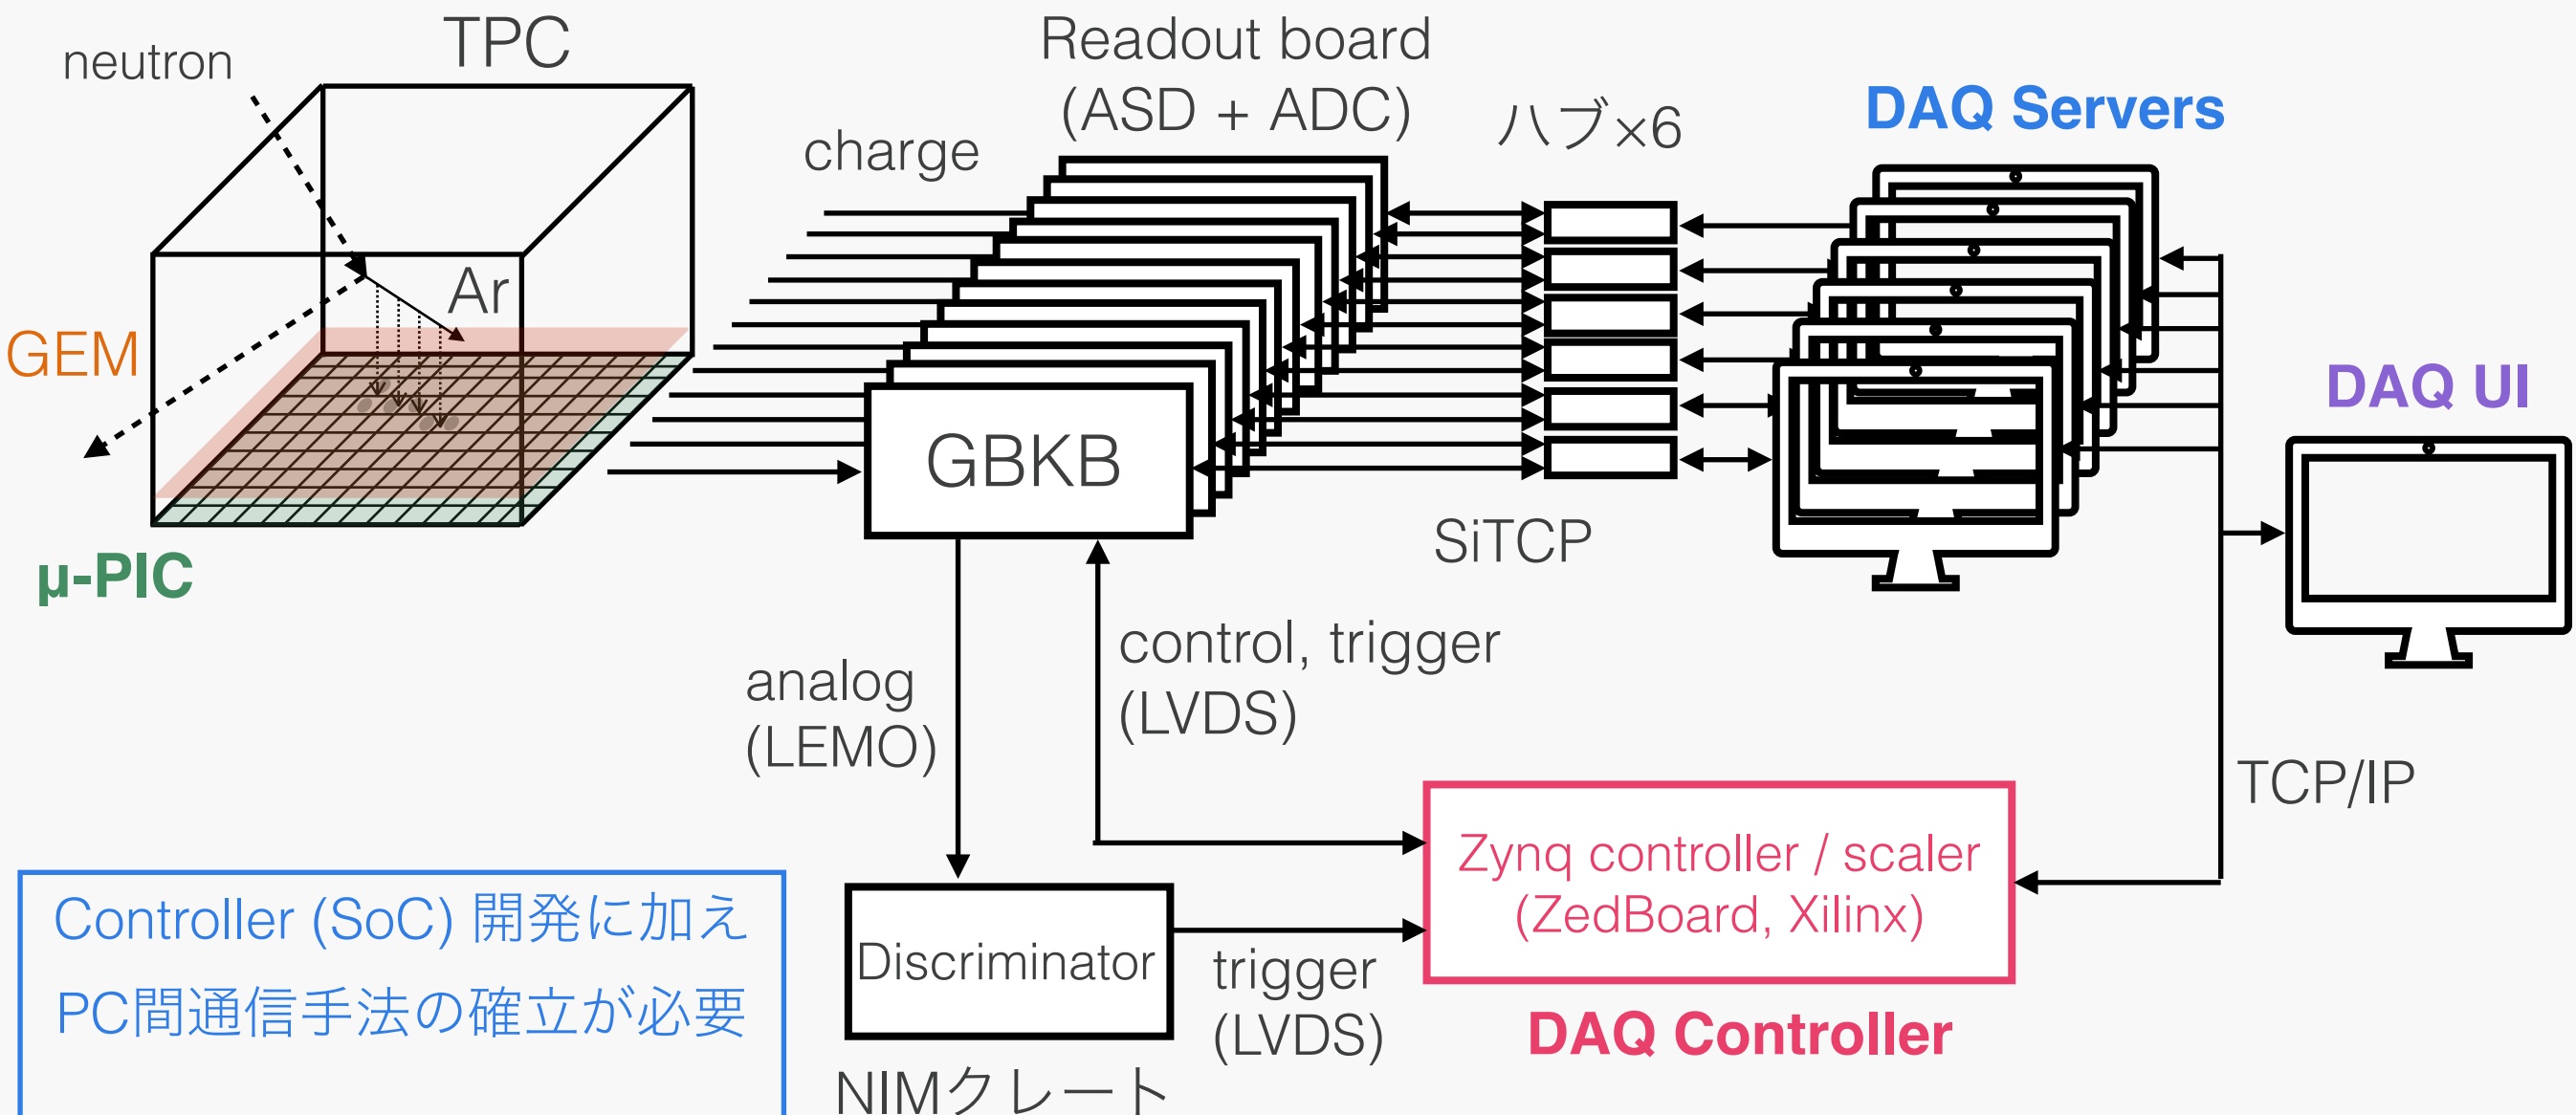 TPC
neutron
Ar
GEM
μ-PIC
charge
Readout board
(ASD + ADC)
GBKB
ハブ×6
SiTCP
DAQ Servers
DAQ UI
analog
(LEMO)
control, trigger
(LVDS)
TCP/IP
Zynq controller / scaler
(ZedBoard, Xilinx)
DAQ Controller
Discriminator
trigger
(LVDS)
NIMクレート
Controller (SoC) 開発に加え
PC間通信手法の確立が必要